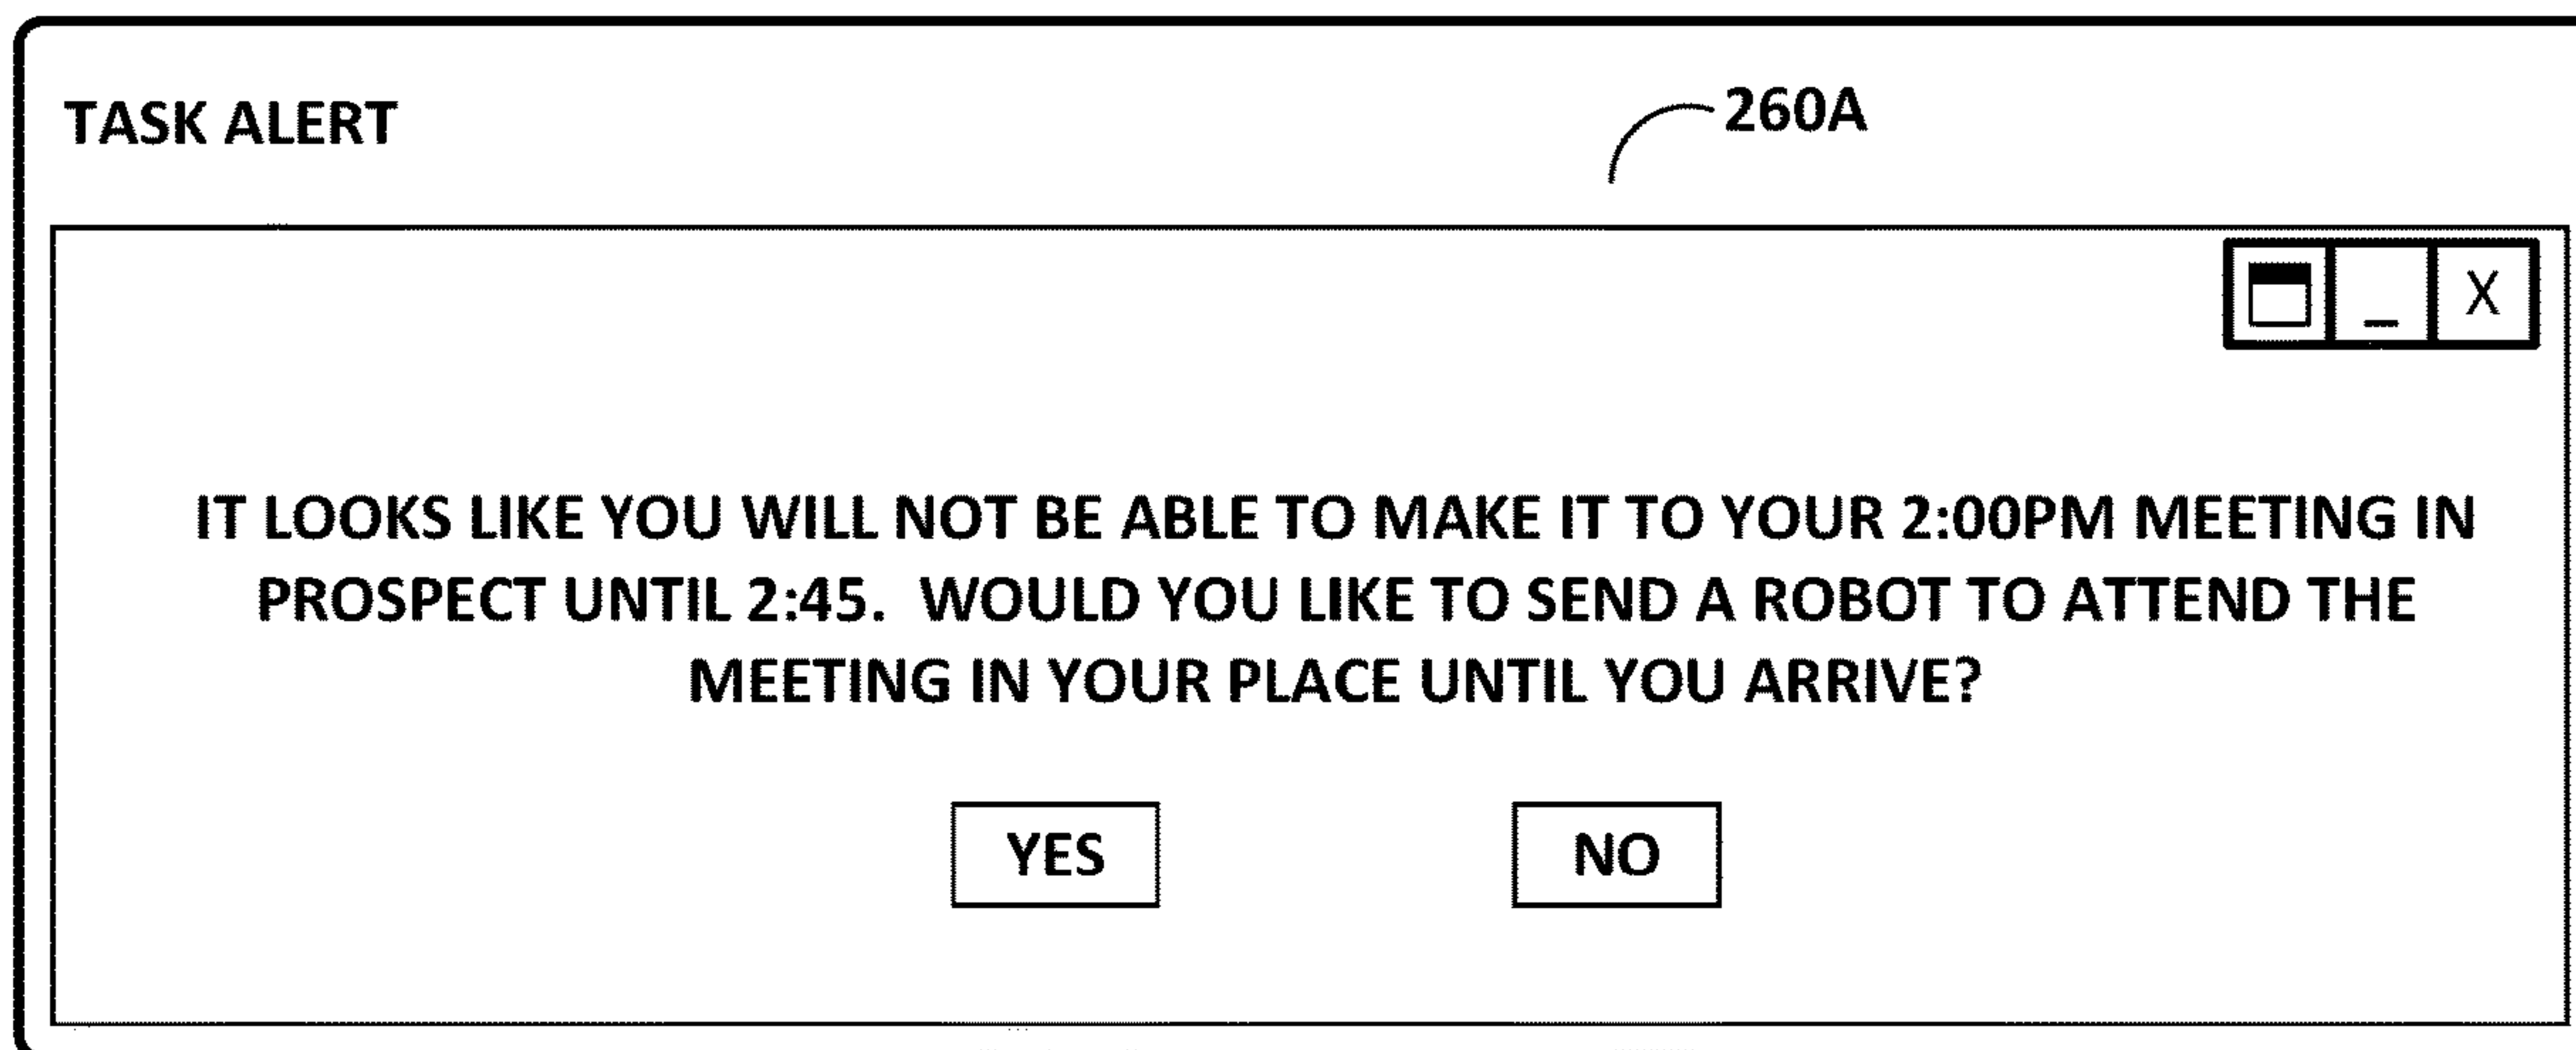 TASK ALERT
260A
_ X
IT LOOKS LIKE YOU WILL NOT BE ABLE TO MAKE IT TO YOUR 2:00PM MEETING IN
PROSPECT UNTIL 2:45.  WOULD YOU LIKE TO SEND A ROBOT TO ATTEND THE
MEETING IN YOUR PLACE UNTIL YOU ARRIVE?
YES
NO